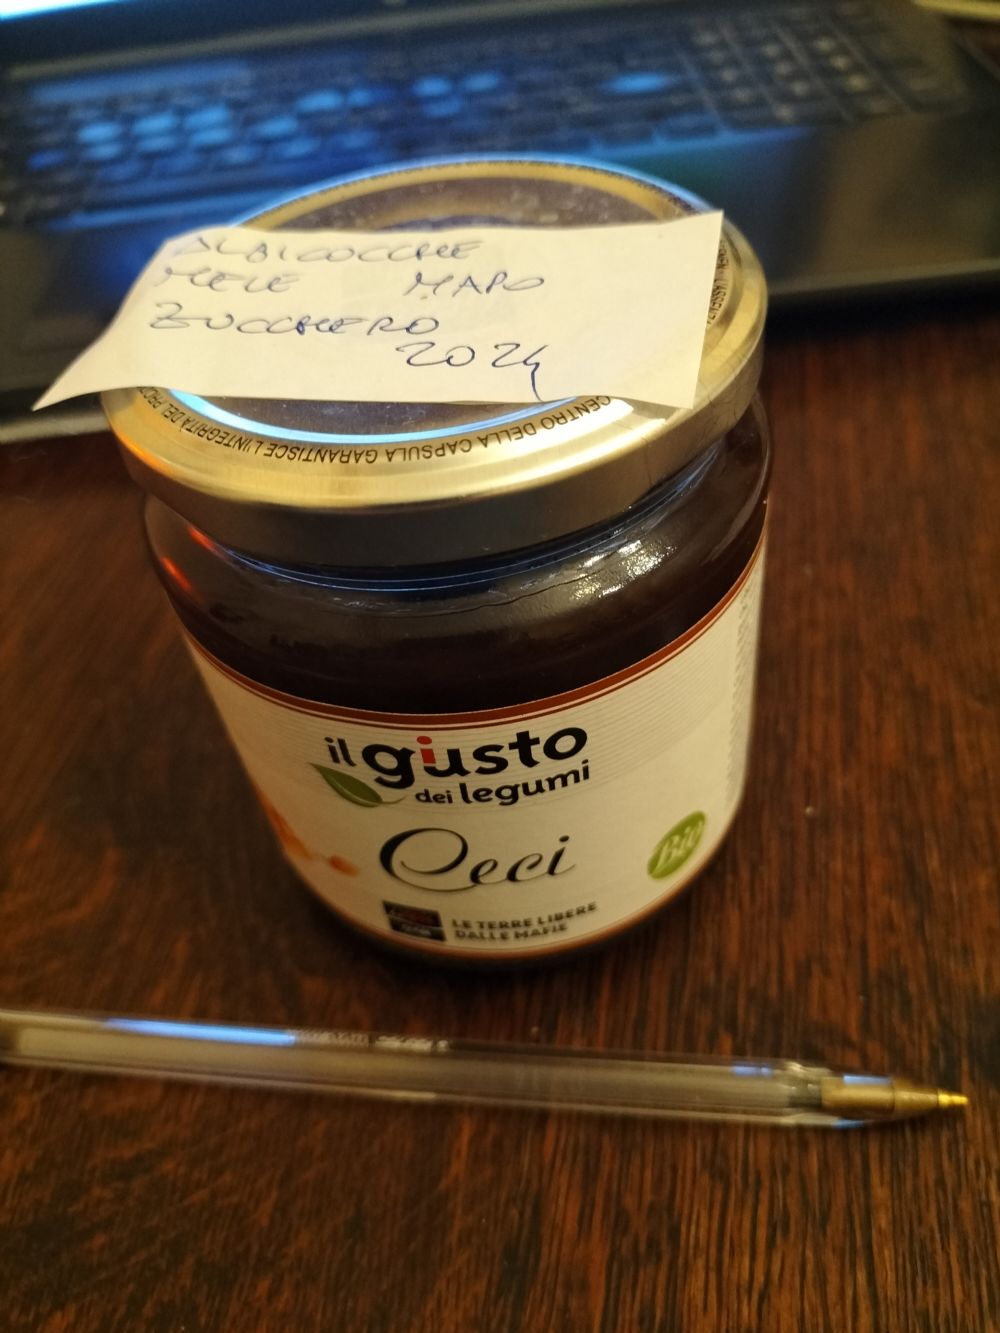 ALBICOCCHE
MELE MAPO
ZUCCHERO
2024
CENTRO DELLA CAPSULA GARANTISCE L'INTEGRITÀ DEL
il giusto
dei legumi
Ceci
Bio
LE TERRE LIBERE
DALLE MAFIE